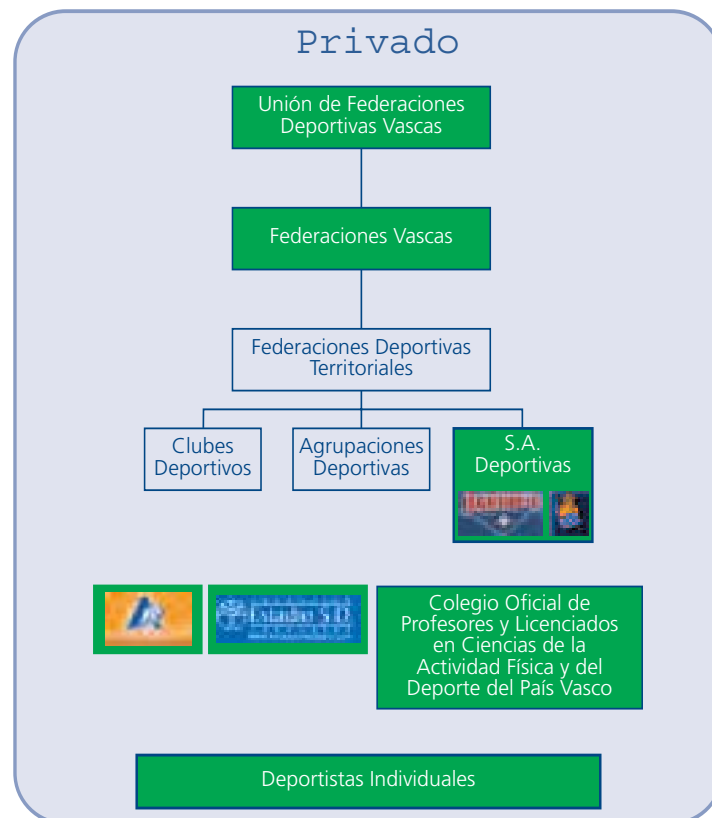 Privado
Unión de Federaciones
Deportivas Vascas
Federaciones Vascas
Federaciones Deportivas
Territoriales
Clubes
Deportivos
Agrupaciones
Deportivas
S.A.
Deportivas
Estadio S.D.
Colegio Oficial de
Profesores y Licenciados
en Ciencias de la
Actividad Física y del
Deporte del País Vasco
Deportistas Individuales